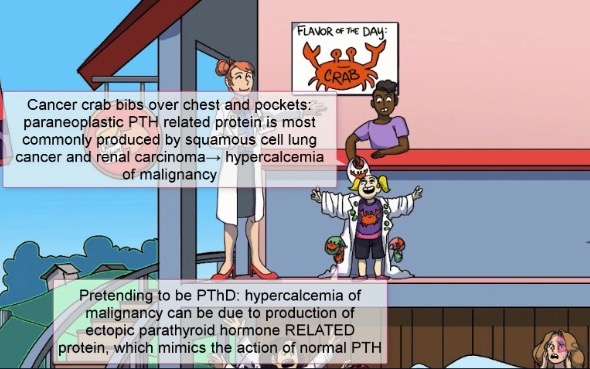 FLAVOR OF THE DAY:
CRAB
Cancer crab bibs over chest and pockets:
paraneoplastic PTH related protein is most
commonly produced by squamous cell lung
cancer and renal carcinoma→ hypercalcemia
of malignancy
Pretending to be PThD: hypercalcemia of
malignancy can be due to production of
ectopic parathyroid hormone RELATED
protein, which mimics the action of normal PTH